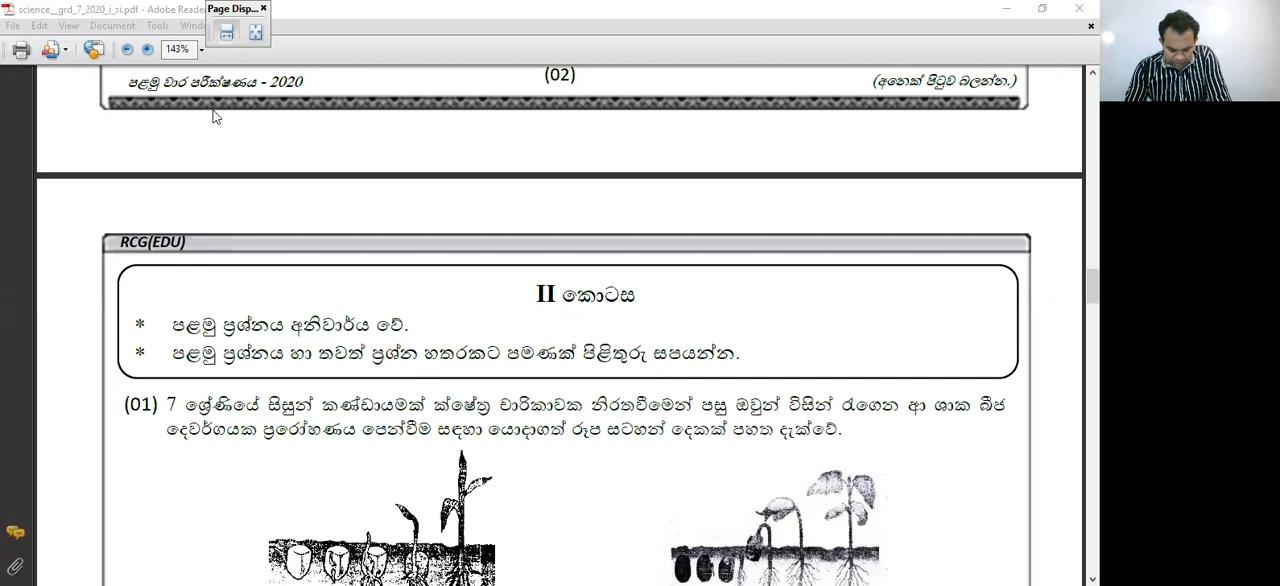 science__grd_7_2020_i_si.pdf - Adobe Reader
Page Disp...
File Edit View Document Tools
143%
පළමු වාර පරීක්ෂණය - 2020 (02) (අනෙක් පිටුව බලන්න.)
RCG(EDU)
II කොටස
* පළමු ප්‍රශ්නය අනිවාර්ය වේ.
* පළමු ප්‍රශ්නය හා තවත් ප්‍රශ්න හතරකට පමණක් පිළිතුරු සපයන්න.
(01) 7 ශ්‍රේණියේ සිසුන් කණ්ඩායමක් ක්ෂේත්‍ර චාරිකාවක නිරතවීමෙන් පසු ඔවුන් විසින් රැගෙන ආ ශාක බීජ
දෙවර්ගයක ප්‍රරෝහණය පෙන්වීම සඳහා යොදාගත් රූප සටහන් දෙකක් පහත දැක්වේ.